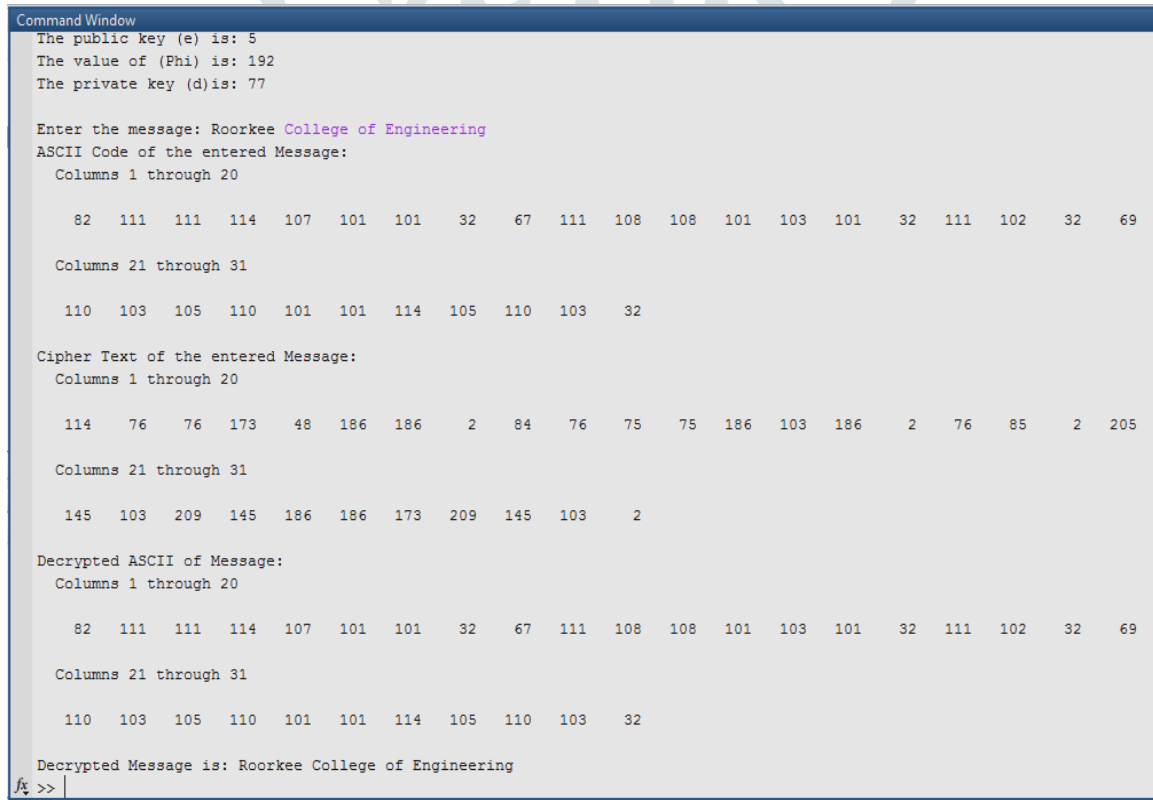 Command Window
The public key (e) is: 5
The value of (Phi) is: 192
The private key (d)is: 77
Enter the message: Roorkee College of Engineering
ASCII Code of the entered Message:
Columns 1 through 20
82 111 111 114 107 101 101 32 67 111 108 108 101 103 101 32 111 102 32 69
Columns 21 through 31
110 103 105 110 101 101 114 105 110 103 32
Cipher Text of the entered Message:
Columns 1 through 20
114 76 76 173 48 186 186 2 84 76 75 75 186 103 186 2 76 85 2 205
Columns 21 through 31
145 103 209 145 186 186 173 209 145 103 2
Decrypted ASCII of Message:
Columns 1 through 20
82 111 111 114 107 101 101 32 67 111 108 108 101 103 101 32 111 102 32 69
Columns 21 through 31
110 103 105 110 101 101 114 105 110 103 32
Decrypted Message is: Roorkee College of Engineering
fx >>